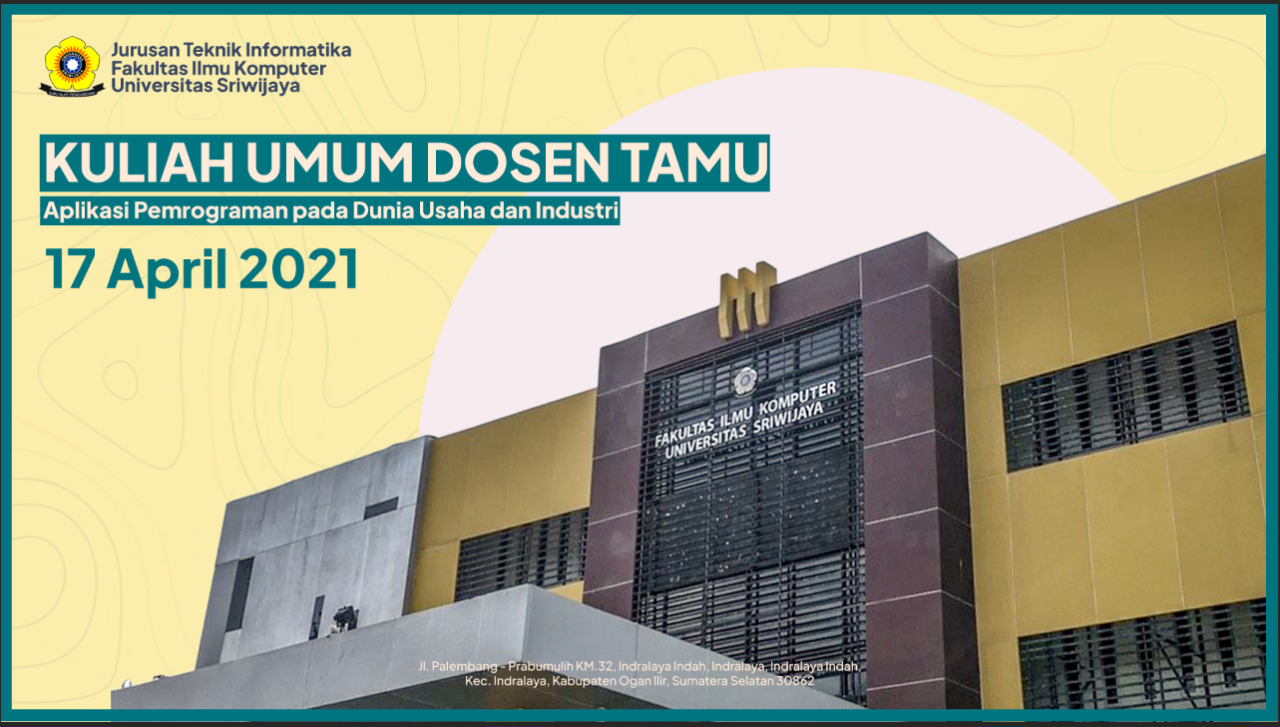 Jurusan Teknik Informatika
Fakultas Ilmu Komputer
Universitas Sriwijaya
KULIAH UMUM DOSEN TAMU
Aplikasi Pemrograman pada Dunia Usaha dan Industri
17 April 2021
FAKULTAS ILMU KOMPUTER
UNIVERSITAS SRIWIJAYA
Jl. Palembang - Prabumulih KM.32, Indralaya Indah, Indralaya, Indralaya Indah,
Kec. Indralaya, Kabupaten Ogan Ilir, Sumatera Selatan 30862